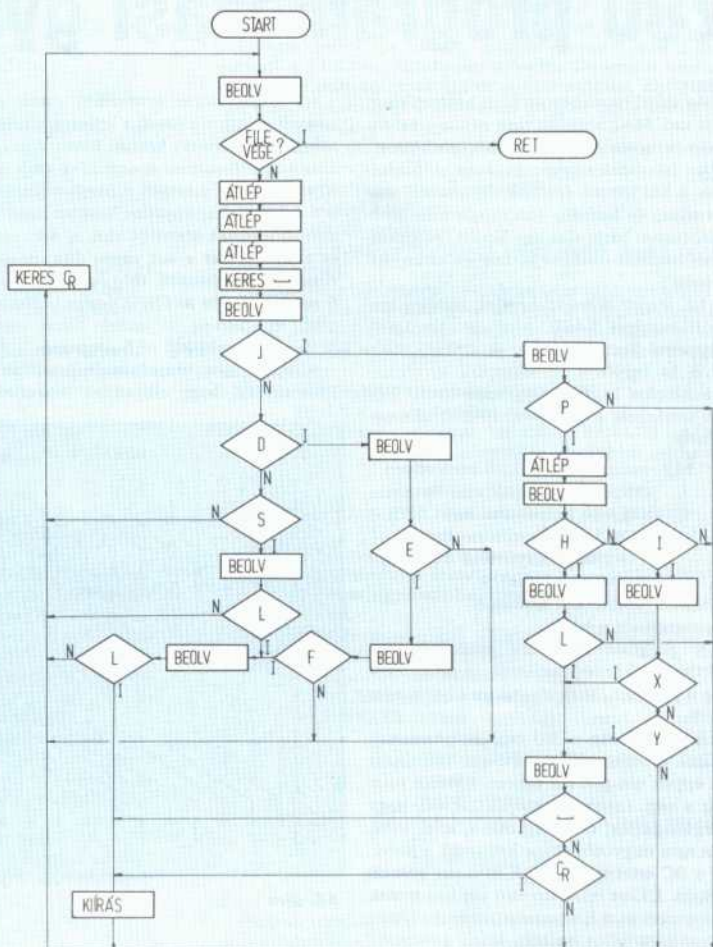 START
BEOLV
FILE VÉGE ? I
N
RET
ÁTLÉP
ÁTLÉP
ÁTLÉP
KERES CR
KERES ⎵
BEOLV
J I
N
BEOLV
P N
I
D I
N
BEOLV
ÁTLÉP
BEOLV
S N
I
E N
I
H N
I
I N
I
BEOLV
BEOLV
BEOLV
L N
I
L N
I
L N
I
BEOLV
F I
N
BEOLV
X I
N
Y I
N
BEOLV
⎵ I
N
CR I
N
KIÍRÁS